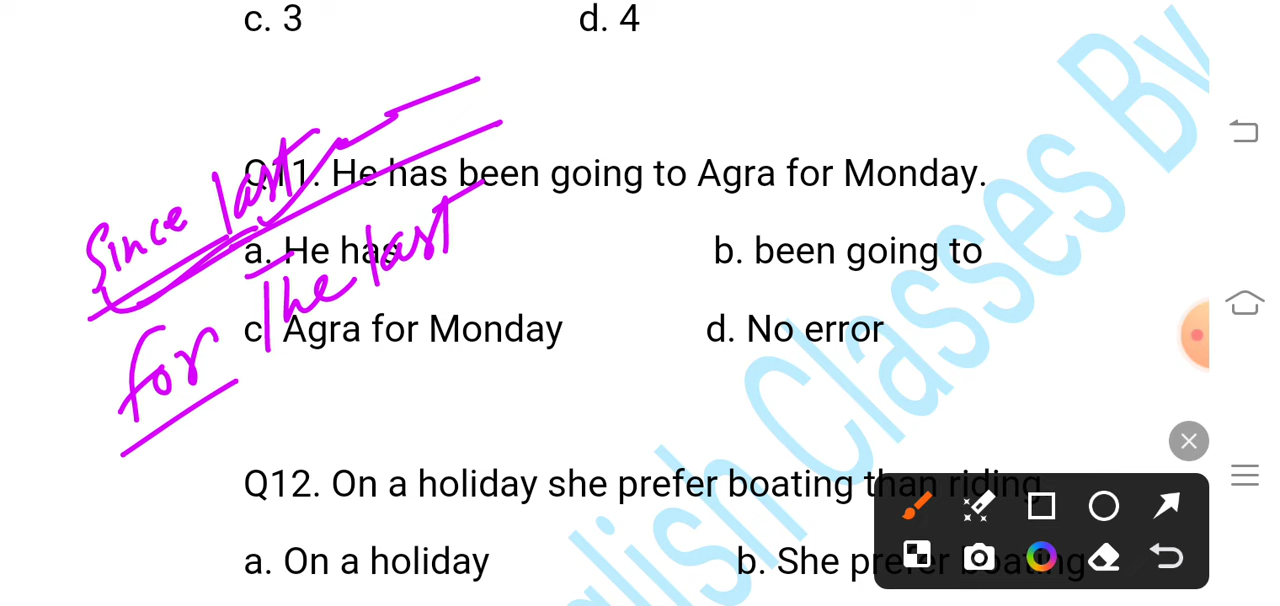 c. 3 d. 4
Q11. He has been going to Agra for Monday.
Since last
a. He has b. been going to
for The last
c. Agra for Monday d. No error
Q12. On a holiday she prefer boating than riding
a. On a holiday b. She prefer boating
English Classes By